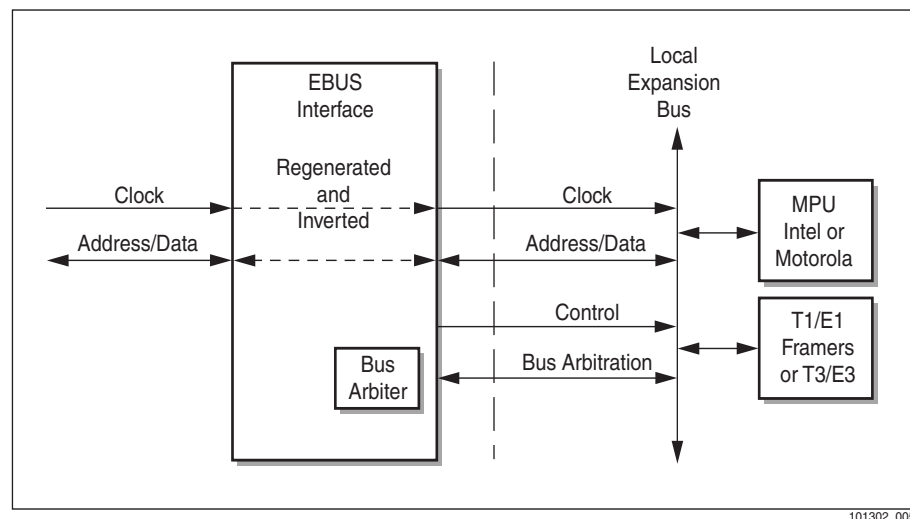 EBUS
Interface
Local
Expansion
Bus
Regenerated
and
Inverted
Clock
Clock
Address/Data
Address/Data
MPU
Intel or
Motorola
Control
Bus Arbitration
Bus
Arbiter
T1/E1
Framers
or T3/E3